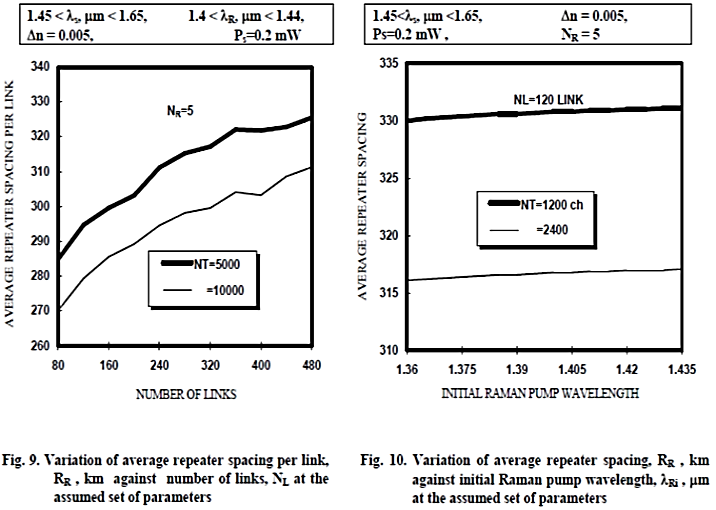 1.45 < λs, µm < 1.65, 1.4 < λR, µm < 1.44,
Δn = 0.005, Ps=0.2 mW
AVERAGE REPEATER SPACING PER LINK
340
330
320
310
300
290
280
270
260
NR=5
NT=5000
=10000
80 160 240 320 400 480
NUMBER OF LINKS
Fig. 9. Variation of average repeater spacing per link,
RR , km against number of links, NL at the
assumed set of parameters
1.45<λs, µm <1.65, Δn = 0.005,
Ps=0.2 mW , NR = 5
AVERAGE REPEATER SPACING
335
330
325
320
315
310
NL=120 LINK
NT=1200 ch
=2400
1.36 1.375 1.39 1.405 1.42 1.435
INITIAL RAMAN PUMP WAVELENGTH
Fig. 10. Variation of average repeater spacing, RR , km
against initial Raman pump wavelength, λRi , µm
at the assumed set of parameters